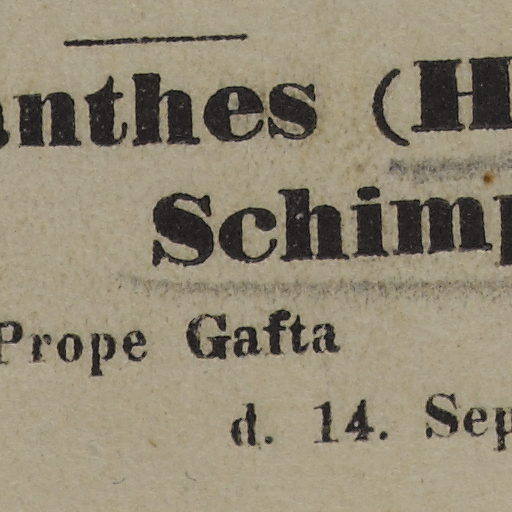 anthes (H
Schimp
Prope Gafta
d. 14. Sep